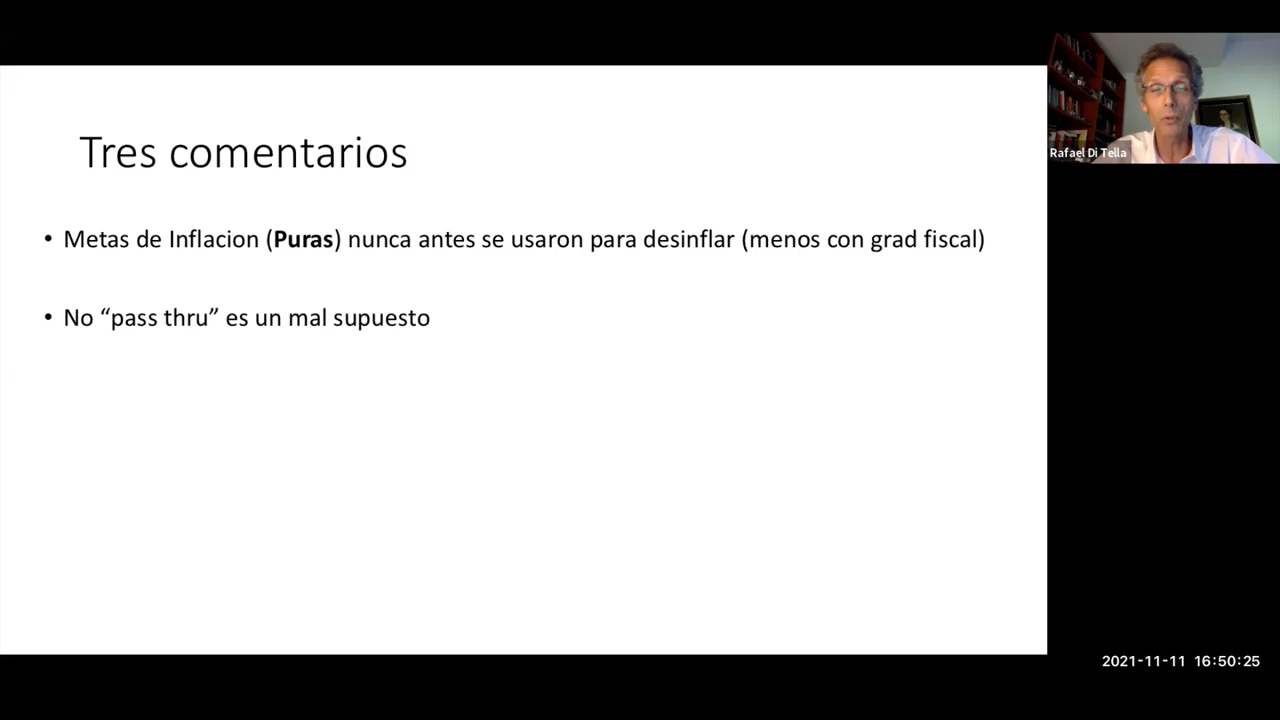 Tres comentarios
• Metas de Inflacion (Puras) nunca antes se usaron para desinflar (menos con grad fiscal)
• No “pass thru” es un mal supuesto
Rafael Di Tella
2021-11-11 16:50:25